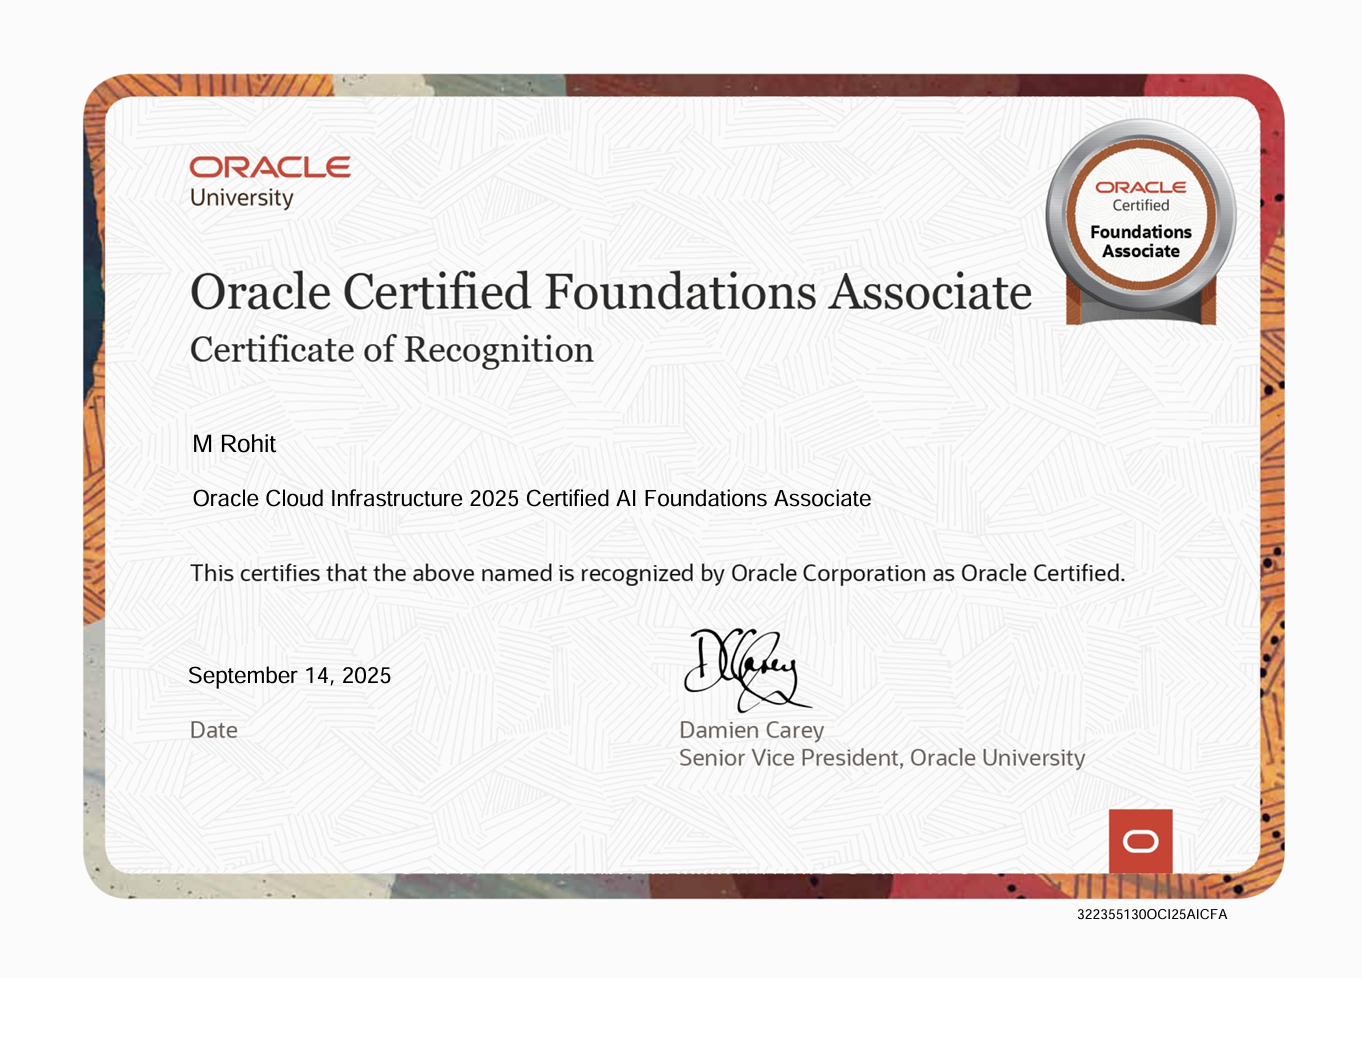 ORACLE
University
ORACLE
Certified
Foundations
Associate
Oracle Certified Foundations Associate
Certificate of Recognition
M Rohit
Oracle Cloud Infrastructure 2025 Certified AI Foundations Associate
This certifies that the above named is recognized by Oracle Corporation as Oracle Certified.
DCarey
September 14, 2025
Date
Damien Carey
Senior Vice President, Oracle University
322355130OCI25AICFA